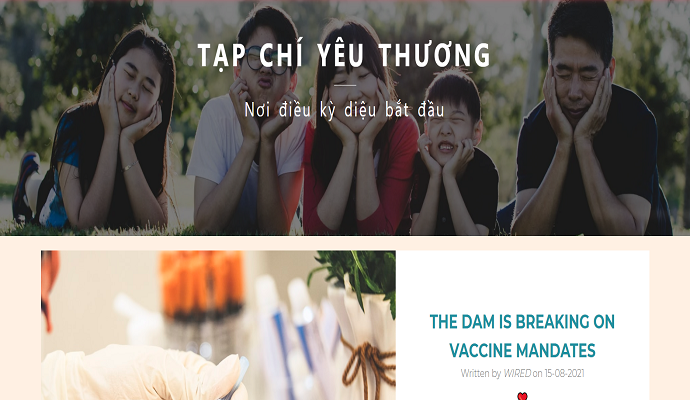 TẠP CHÍ YÊU THƯƠNG
Nơi điều kỳ diệu bắt đầu
THE DAM IS BREAKING ON
VACCINE MANDATES
Written by WIRED on 15-08-2021